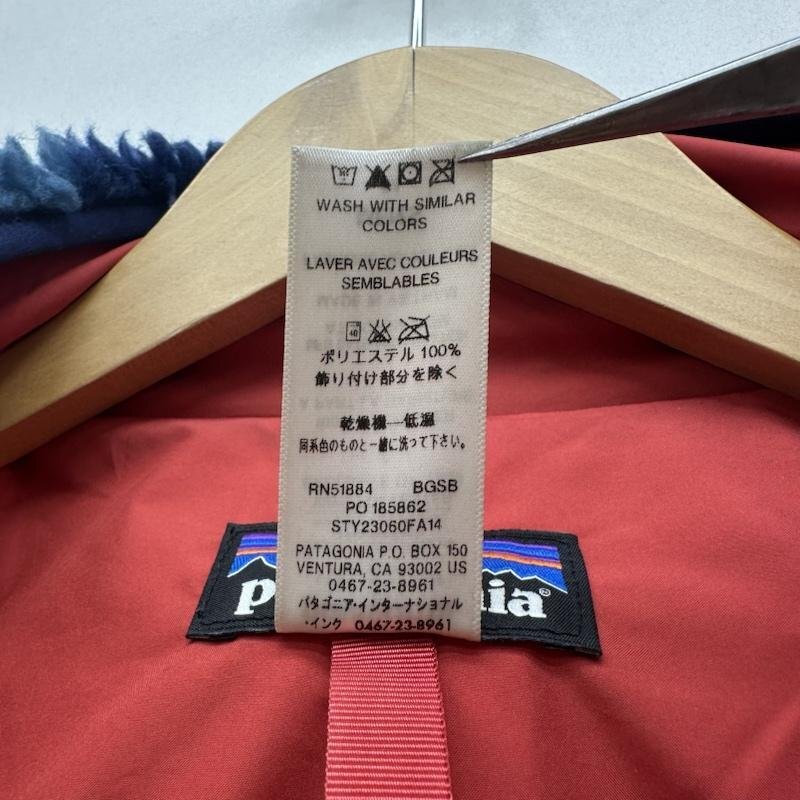 WASH WITH SIMILAR
COLORS
LAVER AVEC COULEURS
SEMBLABLES
40
ポリエステル 100%
飾り付け部分を除く
乾燥機—低温
同系色のものと一緒に洗って下さい。
RN51884 BGSB
PO 185862
STY23060FA14
PATAGONIA P.O. BOX 150
VENTURA, CA 93002 US
0467-23-8961
パタゴニア・インターナショナル
・インク 0467-23-8961
p nia®